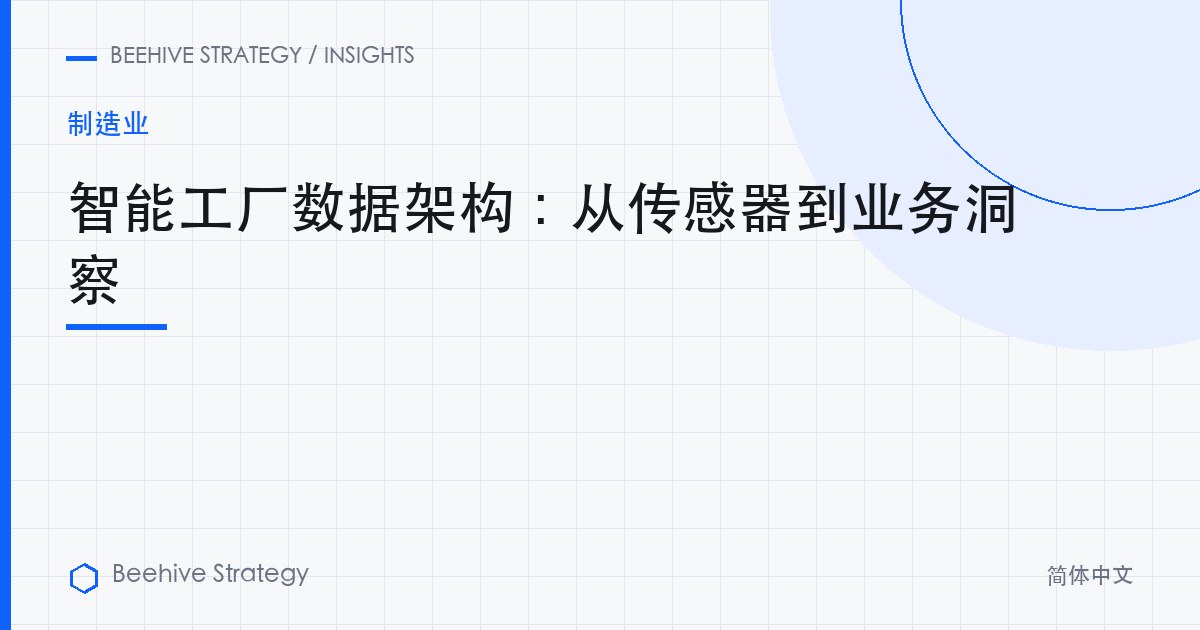 BEEHIVE STRATEGY / INSIGHTS
制造业
智能工厂数据架构：从传感器到业务洞
察
Beehive Strategy
简体中文